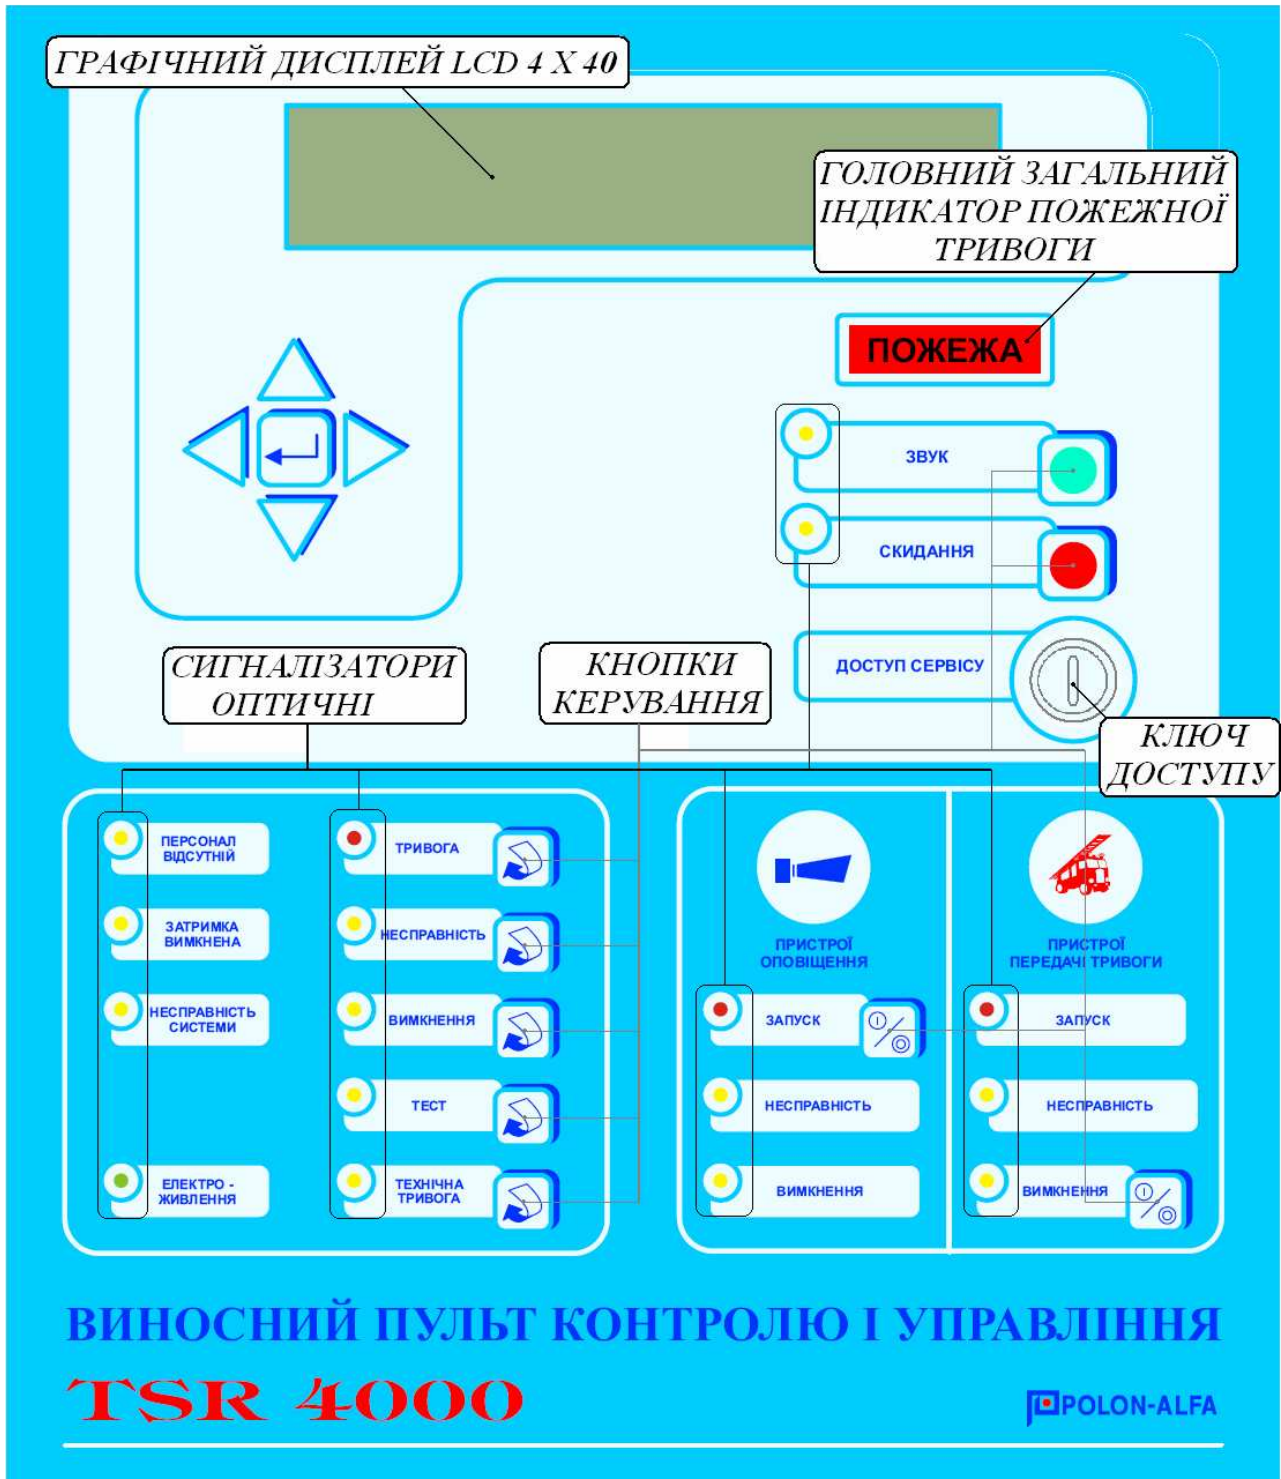 ГРАФІЧНИЙ ДИСПЛЕЙ LCD 4 X 40
ГОЛОВНИЙ ЗАГАЛЬНИЙ
ІНДИКАТОР ПОЖЕЖНОЇ
ТРИВОГИ
ПОЖЕЖА
ЗВУК
СКИДАННЯ
ДОСТУП СЕРВІСУ
СИГНАЛІЗАТОРИ
ОПТИЧНІ
КНОПКИ
КЕРУВАННЯ
КЛЮЧ
ДОСТУПУ
ПЕРСОНАЛ
ВІДСУТНІЙ
ЗАТРИМКА
ВИМКНЕНА
НЕСПРАВНІСТЬ
СИСТЕМИ
ЕЛЕКТРО -
ЖИВЛЕННЯ
ТРИВОГА
НЕСПРАВНІСТЬ
ВИМКНЕННЯ
ТЕСТ
ТЕХНІЧНА
ТРИВОГА
ПРИСТРОЇ
ОПОВІЩЕННЯ
ЗАПУСК
НЕСПРАВНІСТЬ
ВИМКНЕННЯ
ПРИСТРОЇ
ПЕРЕДАЧІ ТРИВОГИ
ЗАПУСК
НЕСПРАВНІСТЬ
ВИМКНЕННЯ
ВИНОСНИЙ ПУЛЬТ КОНТРОЛЮ І УПРАВЛІННЯ
TSR 4000
POLON-ALFA